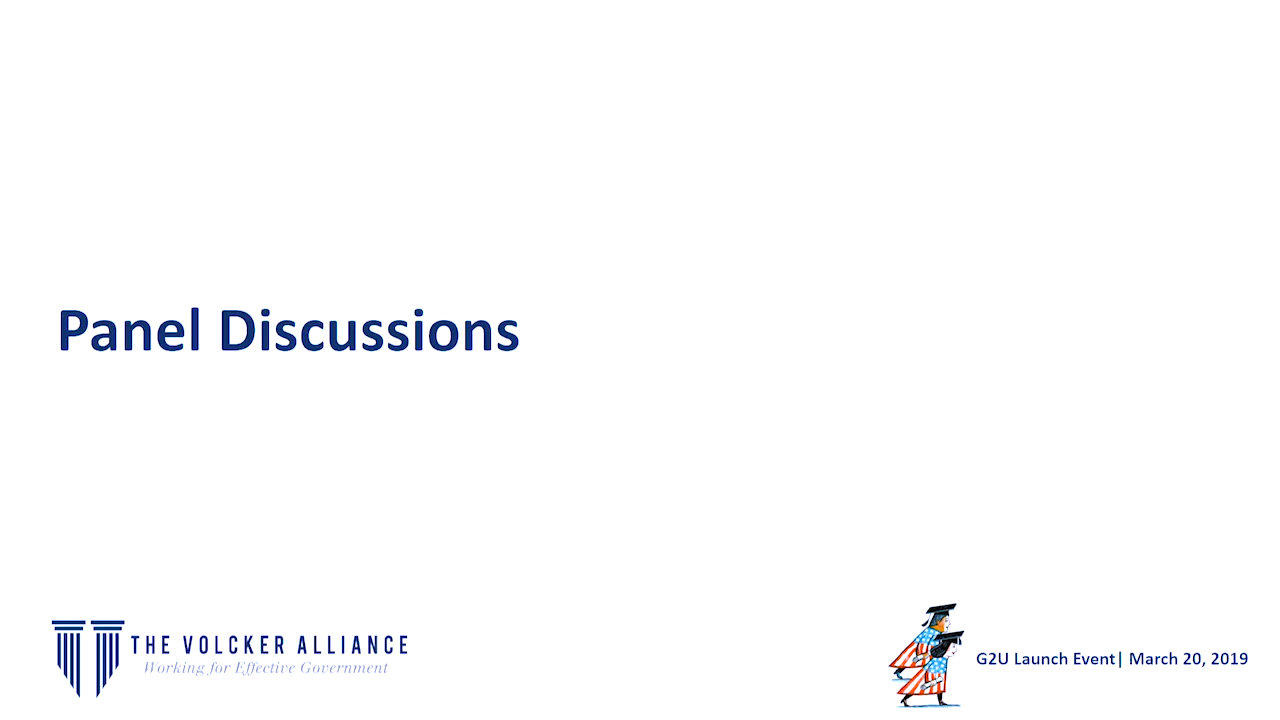 Panel Discussions
THE VOLCKER ALLIANCE
Working for Effective Government
G2U Launch Event| March 20, 2019